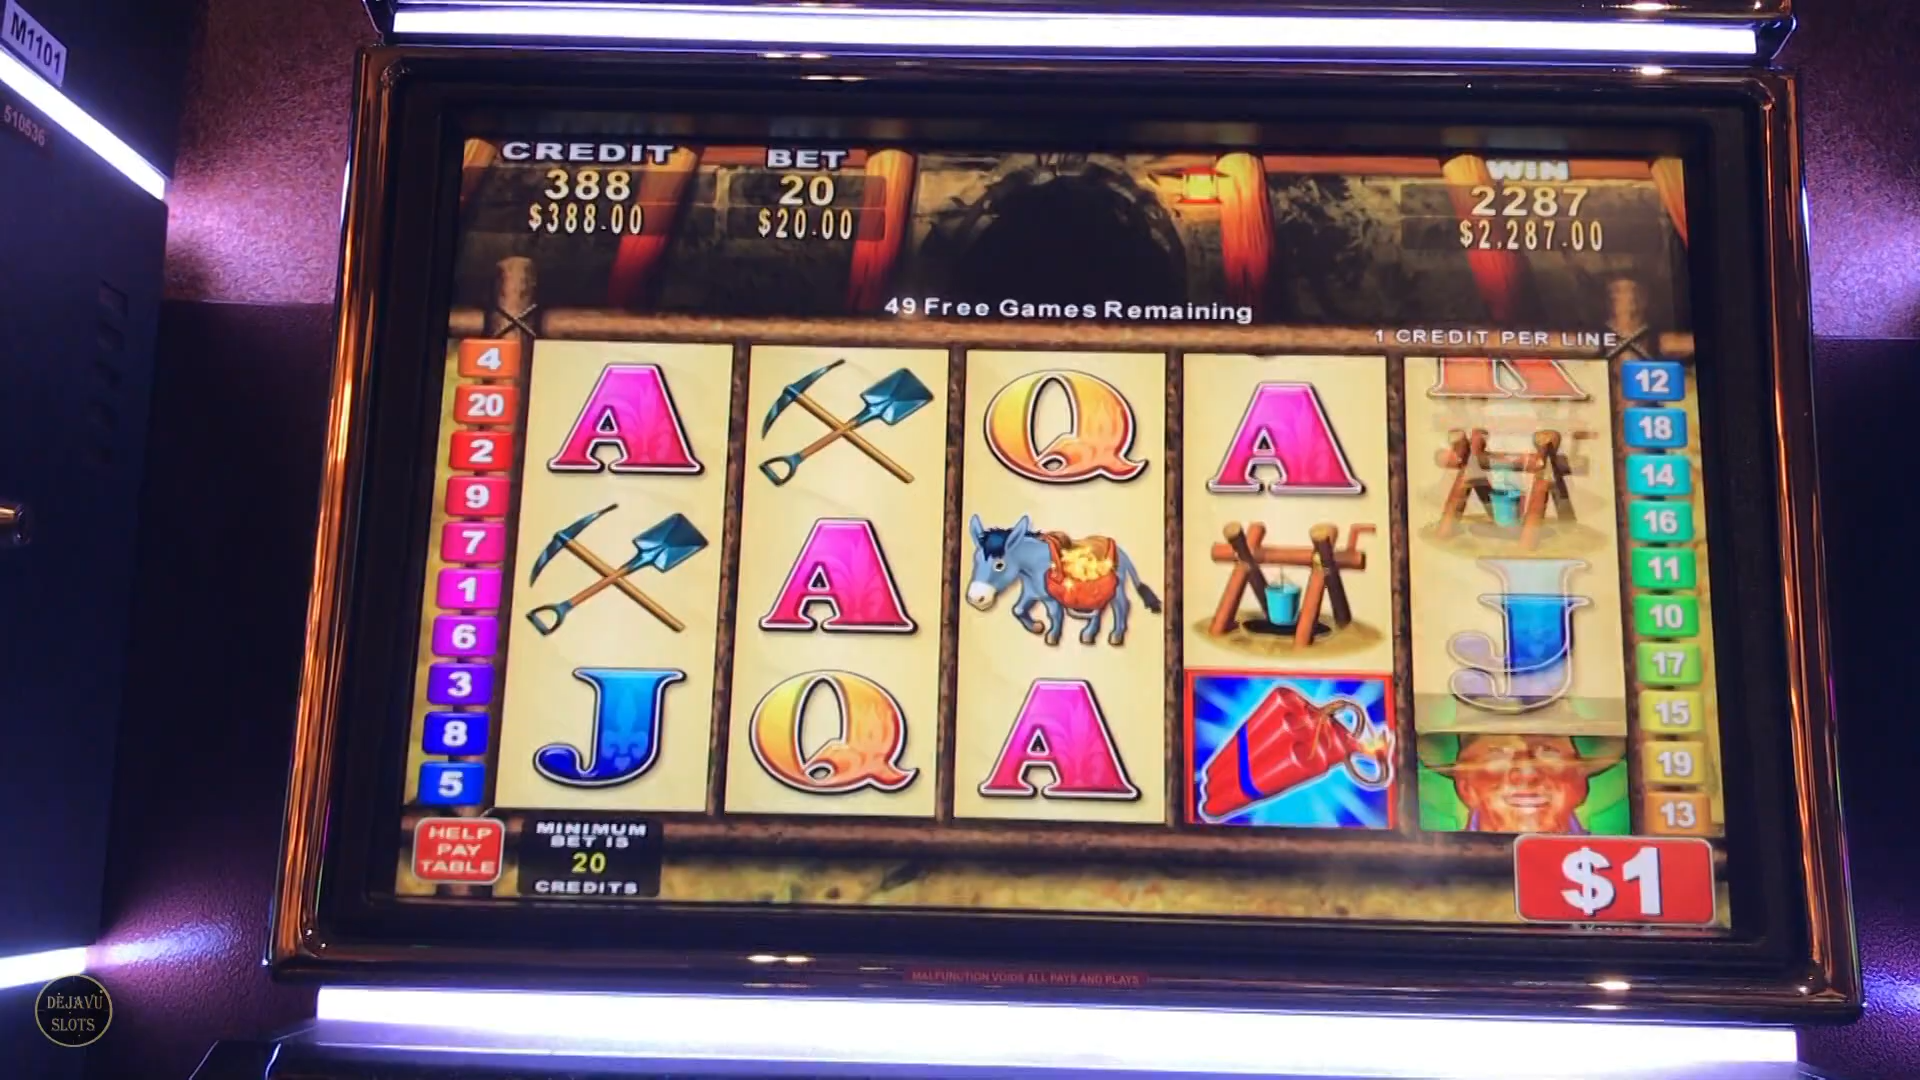 M1101
510536
CREDIT
388
$388.00
BET
20
$20.00
WIN
2287
$2,287.00
49 Free Games Remaining
1 CREDIT PER LINE
4
20
2
9
7
1
6
3
8
5
A
Q
A
K
A
J
J
Q
A
12
18
14
16
11
10
17
15
19
13
HELP
PAY
TABLE
MINIMUM
BET IS
20
CREDITS
$1
MALFUNCTION VOIDS ALL PAYS AND PLAYS
DEJAVU
SLOTS